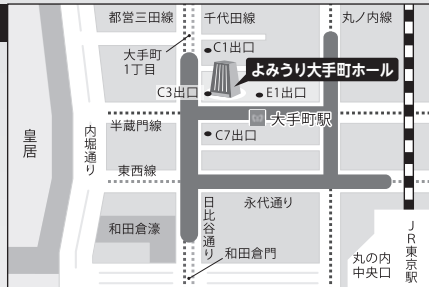 都営三田線
千代田線
丸ノ内線
大手町
1丁目
C1出口
よみうり大手町ホール
C3出口
E1出口
大手町駅
半蔵門線
C7出口
皇居
内堀通り
東西線
日比谷通り
永代通り
和田倉濠
和田倉門
丸の内
中央口
JR東京駅